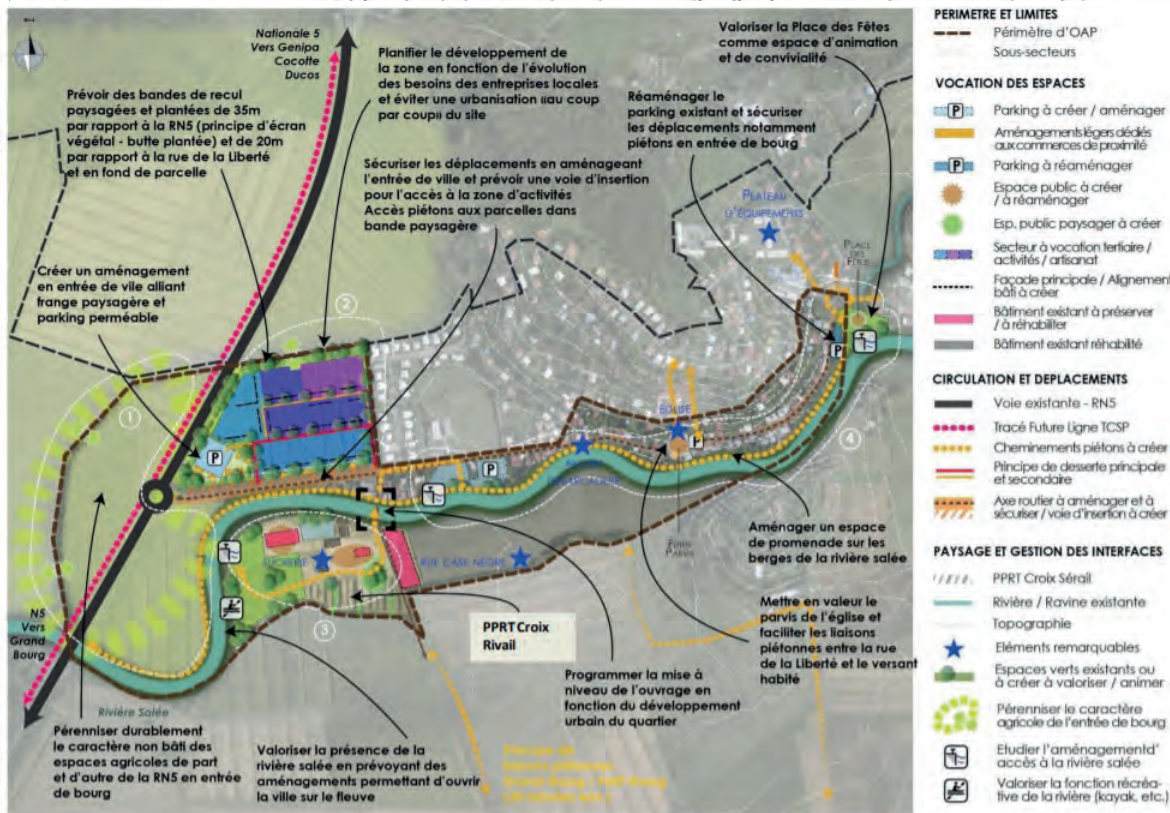 Nationale 5
Vers Genipa
Cocotte
Ducos
Planifier le développement de
la zone en fonction de l'évolution
des besoins des entreprises locales
et éviter une urbanisation «au coup
par coup» du site
Valoriser la Place des Fêtes
comme espace d'animation
et de convivialité
Prévoir des bandes de recul
paysagées et plantées de 35m
par rapport à la RN5 (principe d'écran
végétal - butte plantée) et de 20m
par rapport à la rue de la Liberté
et en fond de parcelle
Réaménager le
parking existant et sécuriser
les déplacements notamment
piétons en entrée de bourg
Sécuriser les déplacements en aménageant
l'entrée de ville et prévoir une voie d'insertion
pour l'accès à la zone d'activités
Accès piétons aux parcelles dans
bande paysagère
PLATEAU
D'ÉQUIPEMENTS
PLACE
DES
FÊTES
Créer un aménagement
en entrée de vile alliant
frange paysagère et
parking perméable
1
2
3
4
P
P
P
P
ÉGLISE
SUCRERIE
RUE CASE NEGRE
Aménager un espace
de promenade sur les
berges de la rivière salée
PPRT Croix
Rivail
N5
Vers
Grand
Bourg
Rivière Salée
Mettre en valeur le
parvis de l'église et
faciliter les liaisons
piétonnes entre la rue
de la Liberté et le versant
habité
Programmer la mise à
niveau de l'ouvrage en
fonction du développement
urbain du quartier
Pérenniser durablement
le caractère non bâti des
espaces agricoles de part
et d'autre de la RN5 en entrée
de bourg
Valoriser la présence de la
rivière salée en prévoyant des
aménagements permettant d'ouvrir
la ville sur le fleuve
PERIMETRE ET LIMITES
Périmètre d'OAP
Sous-secteurs
VOCATION DES ESPACES
P Parking à créer / aménager
Aménagements légers dédiés
aux commerces de proximité
P Parking à réaménager
Espace public à créer
/ à réaménager
Esp. public paysager à créer
Secteur à vocation tertiaire /
activités / artisanat
Façade principale / Alignement
bâti à créer
Bâtiment existant à préserver
/ à réhabiliter
Bâtiment existant réhabilité
CIRCULATION ET DEPLACEMENTS
Voie existante - RN5
Tracé Future Ligne TCSP
Cheminements piétons à créer
Principe de desserte principale
et secondaire
Axe routier à aménager et à
sécuriser / voie d'insertion à créer
PAYSAGE ET GESTION DES INTERFACES
PPRT Croix Sérail
Rivière / Ravine existante
Topographie
Eléments remarquables
Espaces verts existants ou
à créer à valoriser / animer
Pérenniser le caractère
agricole de l'entrée de bourg
Etudier l'aménagement d'
accès à la rivière salée
Valoriser la fonction récréa-
tive de la rivière (kayak, etc.)